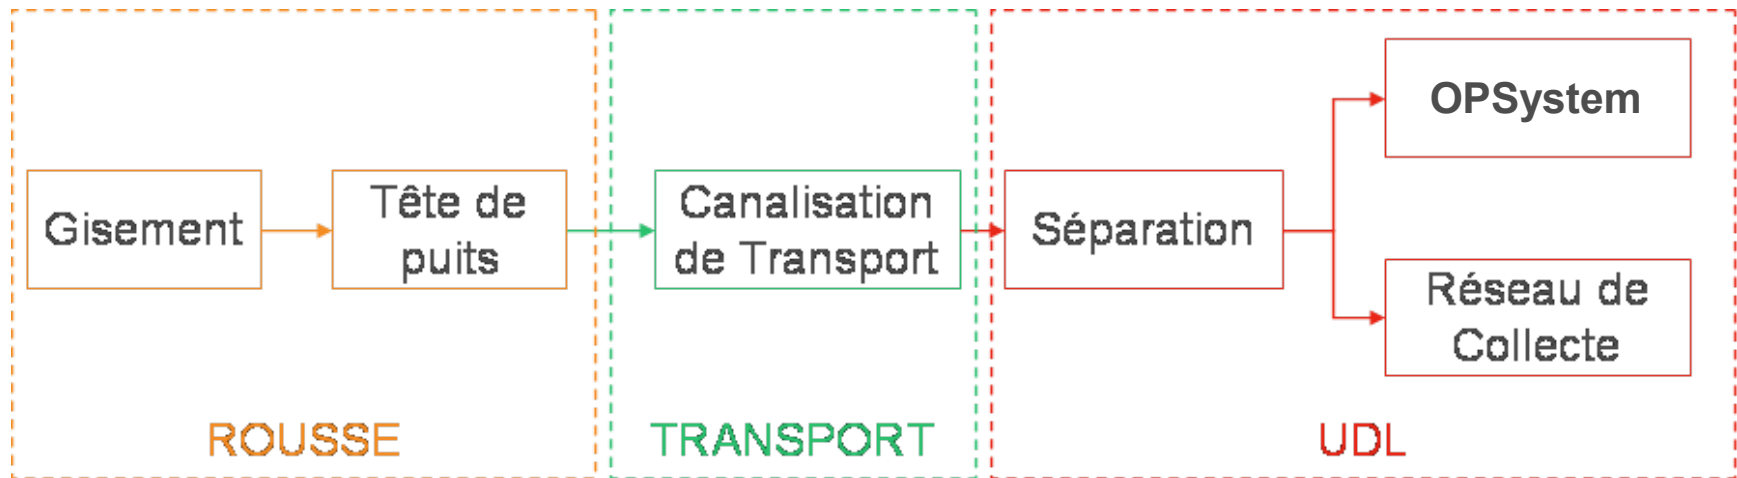 Gisement
Tête de
puits
ROUSSE
Canalisation
de Transport
TRANSPORT
Séparation
OPSystem
Réseau de
Collecte
UDL